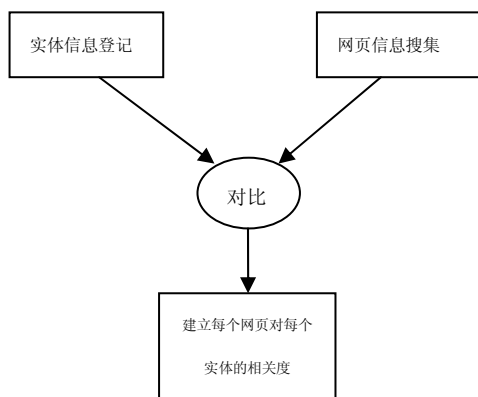 实体信息登记
网页信息搜集
对比
建立每个网页对每个
实体的相关度